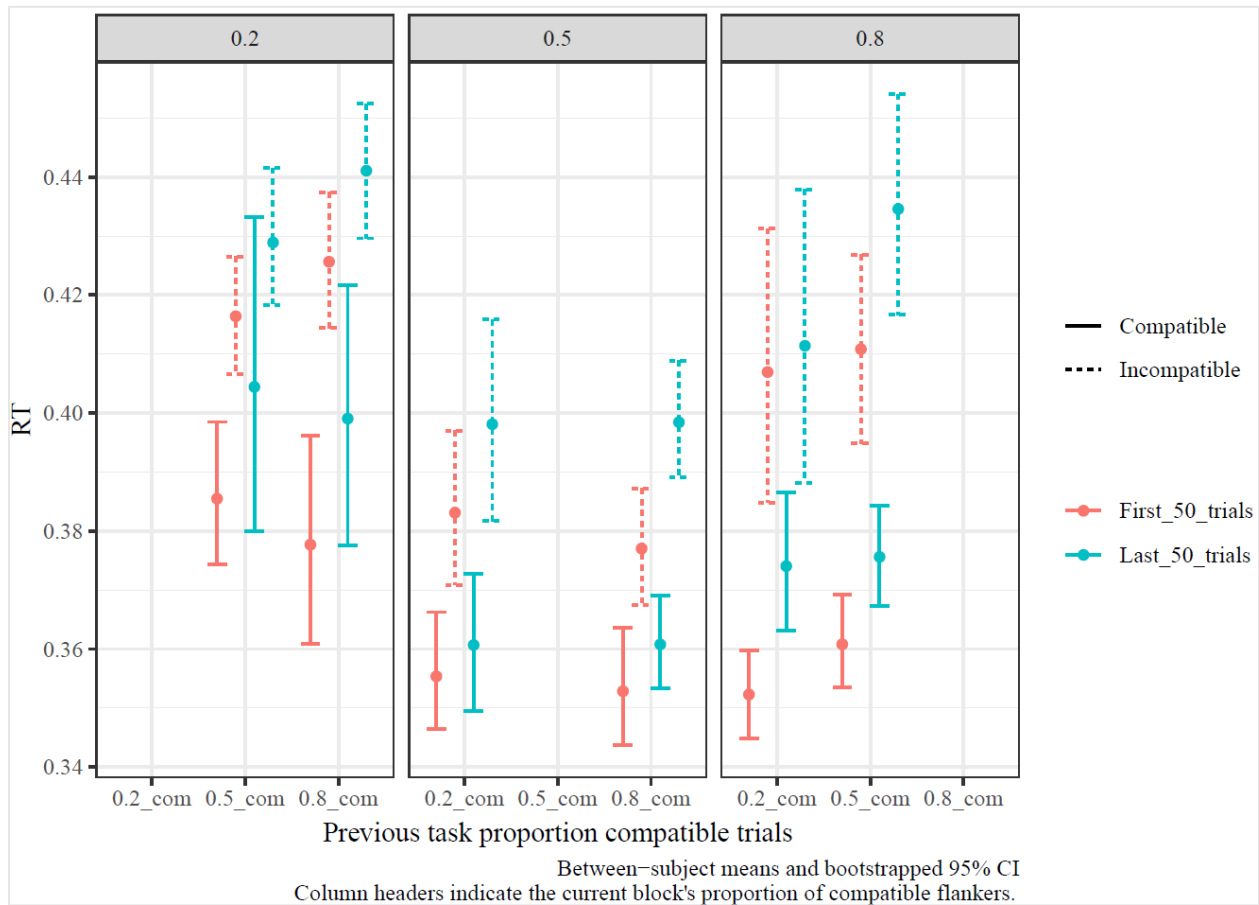 0.2 0.5 0.8
0.44
0.42
0.40
0.38
0.36
0.34
RT
0.2_com 0.5_com 0.8_com 0.2_com 0.5_com 0.8_com 0.2_com 0.5_com 0.8_com
Previous task proportion compatible trials
Compatible
Incompatible
First_50_trials
Last_50_trials
Between−subject means and bootstrapped 95% CI
Column headers indicate the current block's proportion of compatible flankers.